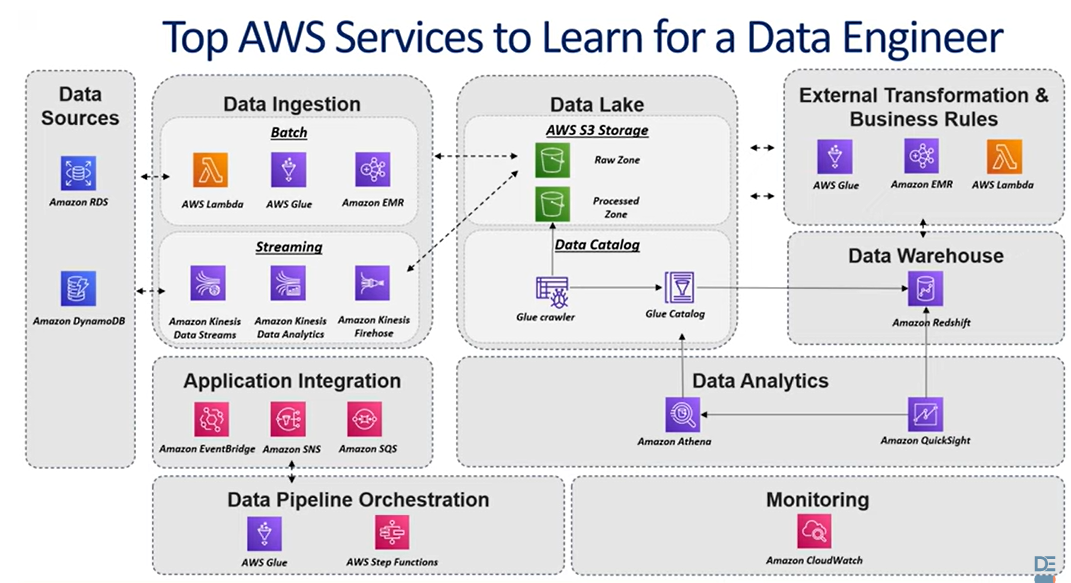 Top AWS Services to Learn for a Data Engineer
Data
Sources
Amazon RDS
Amazon DynamoDB
Data Ingestion
Batch
AWS Lambda
AWS Glue
Amazon EMR
Streaming
Amazon Kinesis
Data Streams
Amazon Kinesis
Data Analytics
Amazon Kinesis
Firehose
Data Lake
AWS S3 Storage
Raw Zone
Processed
Zone
Data Catalog
Glue crawler
Glue Catalog
External Transformation &
Business Rules
AWS Glue
Amazon EMR
AWS Lambda
Data Warehouse
Amazon Redshift
Application Integration
Amazon EventBridge
Amazon SNS
Amazon SQS
Data Analytics
Amazon Athena
Amazon QuickSight
Data Pipeline Orchestration
AWS Glue
AWS Step Functions
Monitoring
Amazon CloudWatch
DE